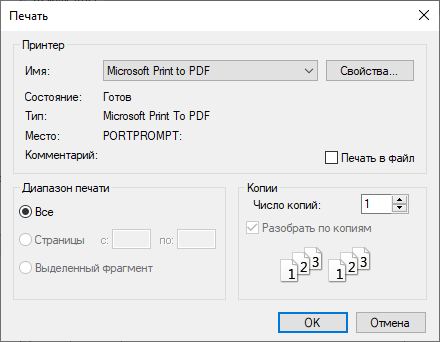 Печать
Принтер
Имя: Microsoft Print to PDF Свойства...
Состояние: Готов
Тип: Microsoft Print To PDF
Место: PORTPROMPT:
Комментарий: Печать в файл
Диапазон печати
Все
Страницы с: по:
Выделенный фрагмент
Копии
Число копий: 1
Разобрать по копиям
1 2 3 1 2 3
OK Отмена